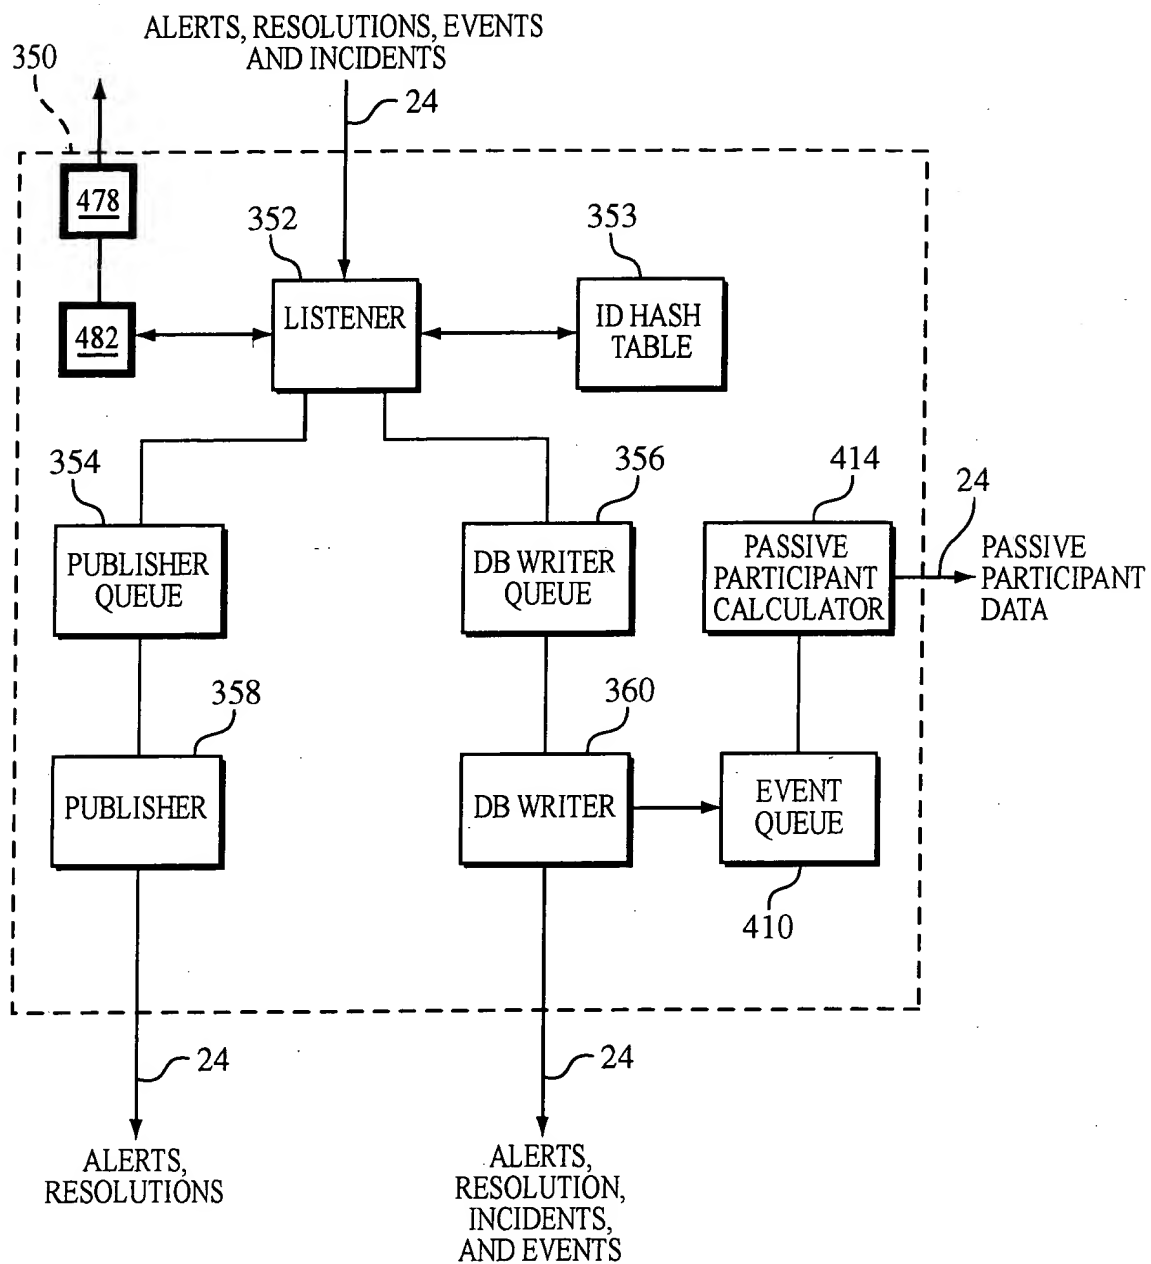 ALERTS, RESOLUTIONS, EVENTS
AND INCIDENTS
350
24
478
352
353
LISTENER
ID HASH
TABLE
482
354
356
414
24
PUBLISHER
QUEUE
DB WRITER
QUEUE
PASSIVE
PARTICIPANT
CALCULATOR
PASSIVE
PARTICIPANT
DATA
358
360
PUBLISHER
DB WRITER
EVENT
QUEUE
410
24
24
ALERTS,
RESOLUTIONS
ALERTS,
RESOLUTION,
INCIDENTS,
AND EVENTS